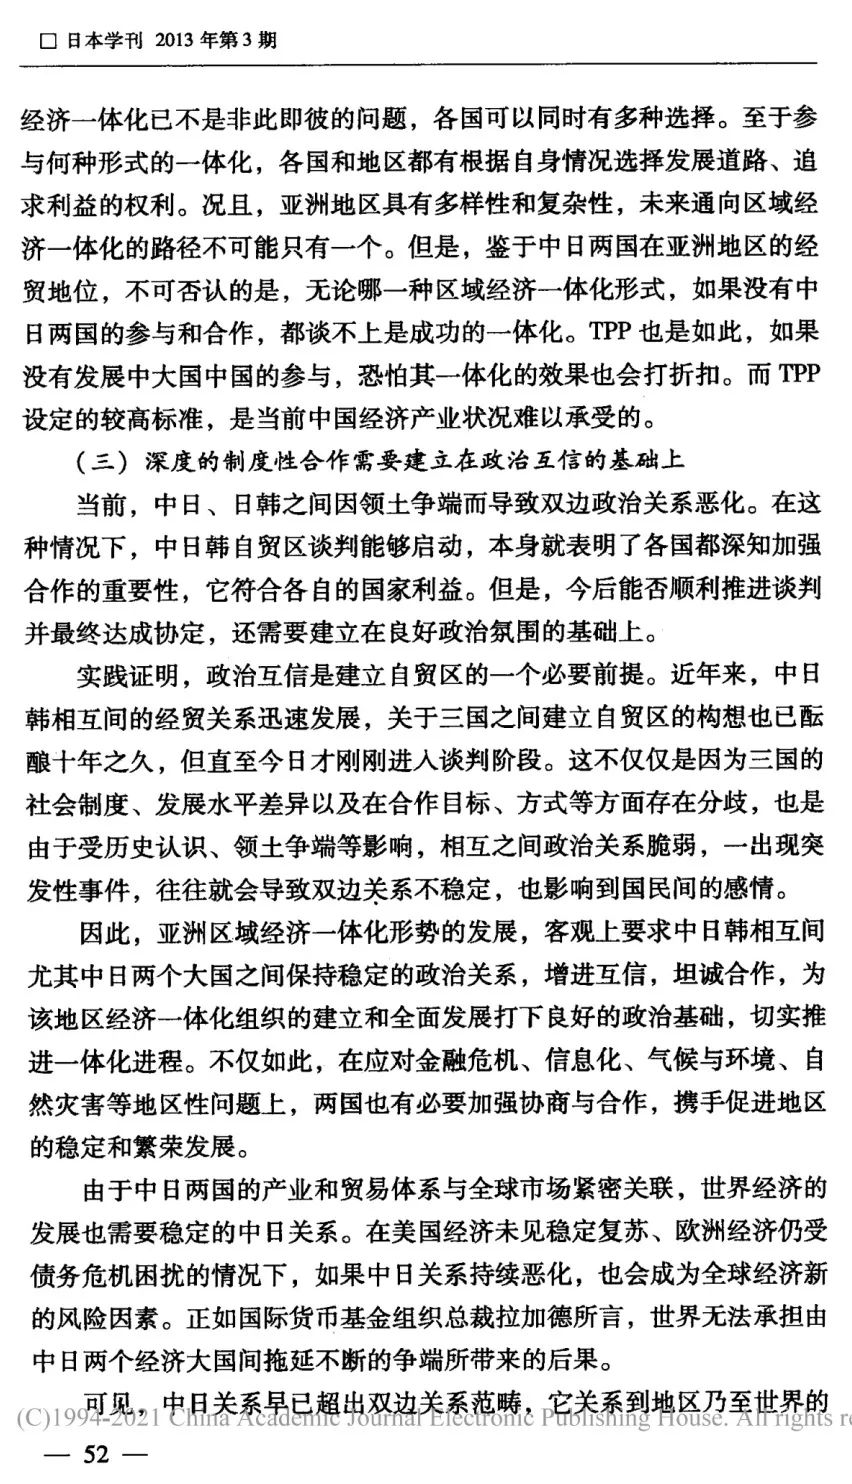 □ 日本学刊 2013 年第 3 期
经济一体化已不是非此即彼的问题，各国可以同时有多种选择。至于参
与何种形式的一体化，各国和地区都有根据自身情况选择发展道路、追
求利益的权利。况且，亚洲地区具有多样性和复杂性，未来通向区域经
济一体化的路径不可能只有一个。但是，鉴于中日两国在亚洲地区的经
贸地位，不可否认的是，无论哪一种区域经济一体化形式，如果没有中
日两国的参与和合作，都谈不上是成功的一体化。TPP 也是如此，如果
没有发展中大国中国的参与，恐怕其一体化的效果也会打折扣。而 TPP
设定的较高标准，是当前中国经济产业状况难以承受的。
（三）深度的制度性合作需要建立在政治互信的基础上
当前，中日、日韩之间因领土争端而导致双边政治关系恶化。在这
种情况下，中日韩自贸区谈判能够启动，本身就表明了各国都深知加强
合作的重要性，它符合各自的国家利益。但是，今后能否顺利推进谈判
并最终达成协定，还需要建立在良好政治氛围的基础上。
实践证明，政治互信是建立自贸区的一个必要前提。近年来，中日
韩相互间的经贸关系迅速发展，关于三国之间建立自贸区的构想也已酝
酿十年之久，但直至今日才刚刚进入谈判阶段。这不仅仅是因为三国的
社会制度、发展水平差异以及在合作目标、方式等方面存在分歧，也是
由于受历史认识、领土争端等影响，相互之间政治关系脆弱，一出现突
发性事件，往往就会导致双边关系不稳定，也影响到国民间的感情。
因此，亚洲区域经济一体化形势的发展，客观上要求中日韩相互间
尤其中日两个大国之间保持稳定的政治关系，增进互信，坦诚合作，为
该地区经济一体化组织的建立和全面发展打下良好的政治基础，切实推
进一体化进程。不仅如此，在应对金融危机、信息化、气候与环境、自
然灾害等地区性问题上，两国也有必要加强协商与合作，携手促进地区
的稳定和繁荣发展。
由于中日两国的产业和贸易体系与全球市场紧密关联，世界经济的
发展也需要稳定的中日关系。在美国经济未见稳定复苏、欧洲经济仍受
债务危机困扰的情况下，如果中日关系持续恶化，也会成为全球经济新
的风险因素。正如国际货币基金组织总裁拉加德所言，世界无法承担由
中日两个经济大国间拖延不断的争端所带来的后果。
可见，中日关系早已超出双边关系范畴，它关系到地区乃至世界的
(C)1994-2021 China Academic Journal Electronic Publishing House. All rights
— 52 —